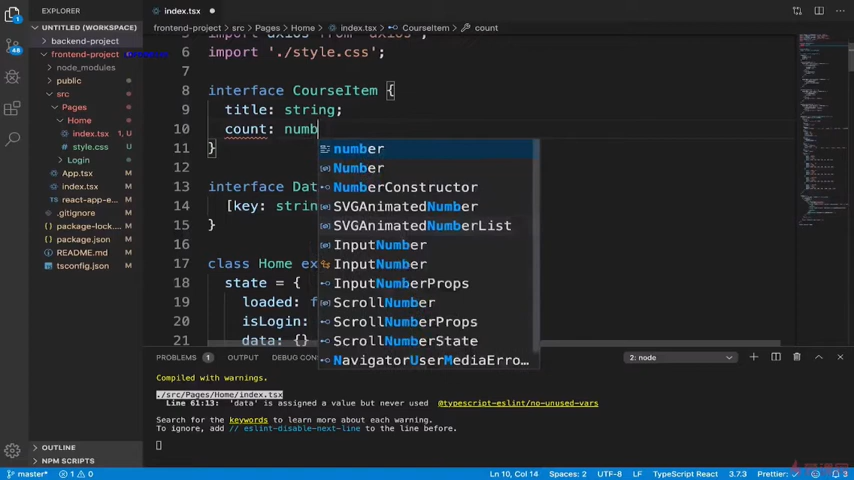 EXPLORER
UNTITLED (WORKSPACE)
backend-project
frontend-project
node_modules
public
src
Pages
Home
index.tsx 1, U
style.css U
Login
App.tsx
index.tsx
react-app-e...
.gitignore
package-lock....
package.json
README.md
tsconfig.json
OUTLINE
NPM SCRIPTS
index.tsx
frontend-project > src > Pages > Home > index.tsx > CourseItem > count
6 import './style.css';
7
8 interface CourseItem {
9 title: string;
10 count: numb
11 }
12
13 interface Dat
14 [key: strin
15 }
16
17 class Home ex
18 state = {
19 loaded: f
20 isLogin:
21 data: {}
number
Number
NumberConstructor
SVGAnimatedNumber
SVGAnimatedNumberList
InputNumber
InputNumber
InputNumberProps
ScrollNumber
ScrollNumberProps
ScrollNumberState
NavigatorUserMediaErro...
PROBLEMS 1 OUTPUT DEBUG CON 2: node
Compiled with warnings.
./src/Pages/Home/index.tsx
Line 61:13: 'data' is assigned a value but never used @typescript-eslint/no-unused-vars
Search for the keywords to learn more about each warning.
To ignore, add // eslint-disable-next-line to the line before.
master* 1 0 Ln 10, Col 14 Spaces: 2 UTF-8 LF TypeScript React 3.7.3 Prettier: ✓ 3